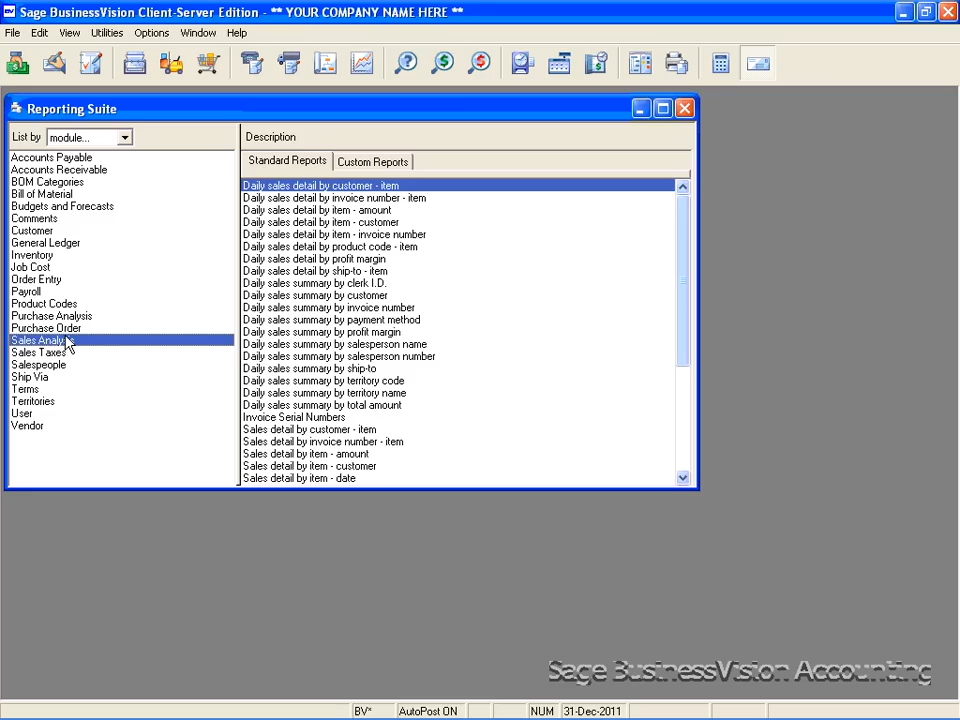 Sage BusinessVision Client-Server Edition - ** YOUR COMPANY NAME HERE **
File Edit View Utilities Options Window Help
Reporting Suite
List by module... Description
Standard Reports Custom Reports
Accounts Payable
Accounts Receivable
BOM Categories
Bill of Material
Budgets and Forecasts
Comments
Customer
General Ledger
Inventory
Job Cost
Order Entry
Payroll
Product Codes
Purchase Analysis
Purchase Order
Sales Analysis
Sales Taxes
Salespeople
Ship Via
Terms
Territories
User
Vendor
Daily sales detail by customer - item
Daily sales detail by invoice number - item
Daily sales detail by item - amount
Daily sales detail by item - customer
Daily sales detail by item - invoice number
Daily sales detail by product code - item
Daily sales detail by profit margin
Daily sales detail by ship-to - item
Daily sales summary by clerk I.D.
Daily sales summary by customer
Daily sales summary by invoice number
Daily sales summary by payment method
Daily sales summary by profit margin
Daily sales summary by salesperson name
Daily sales summary by salesperson number
Daily sales summary by ship-to
Daily sales summary by territory code
Daily sales summary by territory name
Daily sales summary by total amount
Invoice Serial Numbers
Sales detail by customer - item
Sales detail by invoice number - item
Sales detail by item - amount
Sales detail by item - customer
Sales detail by item - date
Sage BusinessVision Accounting
BV* AutoPost ON NUM 31-Dec-2011